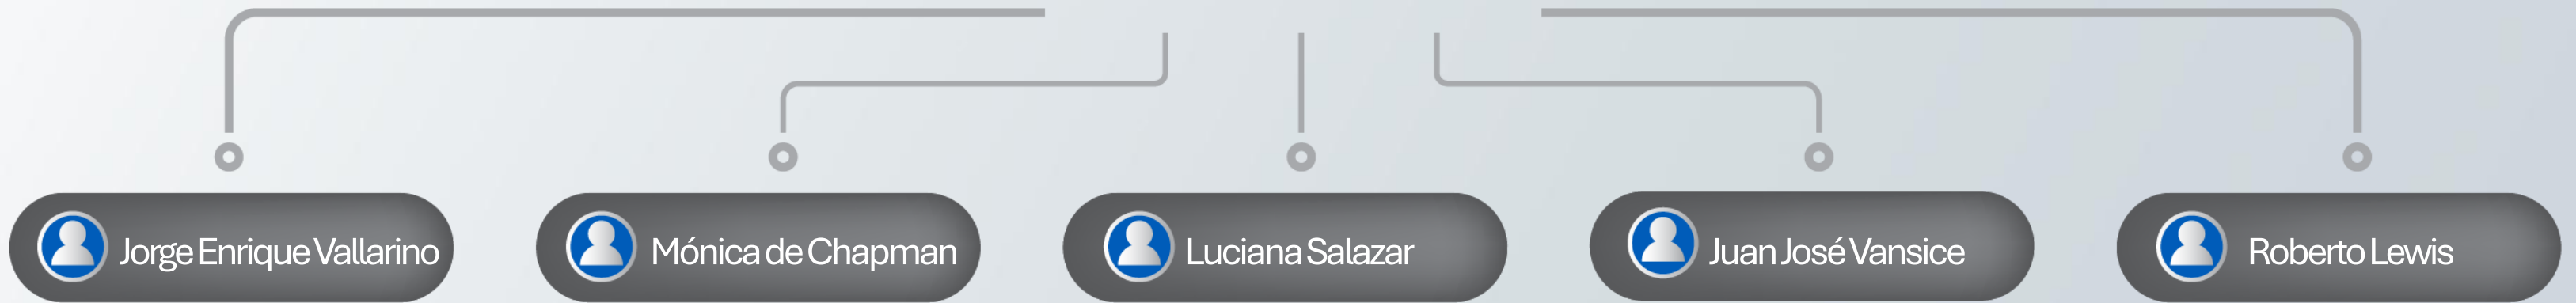 Jorge Enrique Vallarino
Mónica de Chapman
Luciana Salazar
Juan José Vansice
Roberto Lewis